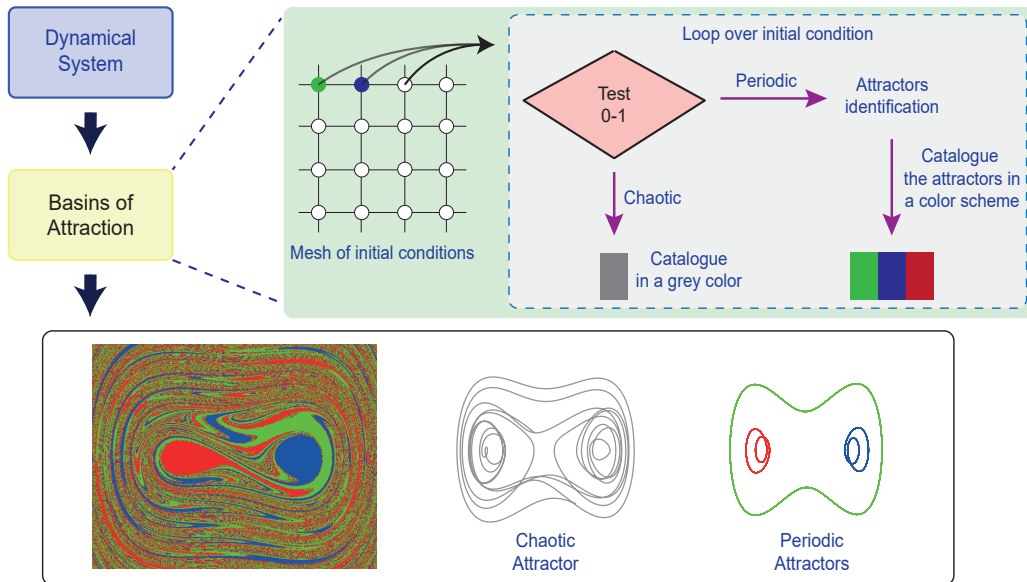 Dynamical
System
Basins of
Attraction
Mesh of initial conditions
Loop over initial condition
Test
0-1
Periodic
Attractors
identification
Chaotic
Catalogue
the attractors in
a color scheme
Catalogue
in a grey color
Chaotic
Attractor
Periodic
Attractors